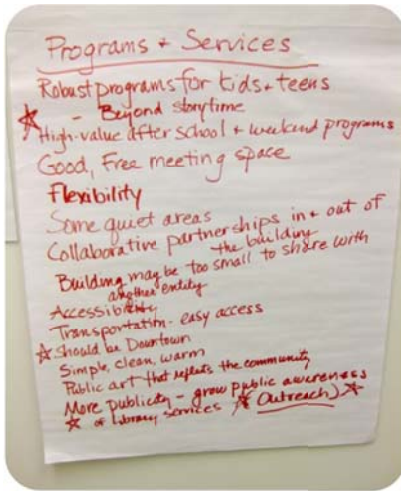 Programs + Services
Robust programs for kids + teens
- Beyond storytime
☆ High-value after school + weekend programs
Good, Free meeting space
Flexibility
Some quiet areas
Collaborative partnerships in + out of
the building
Building may be too small to share with
another entity
Accessibility
Transportation - easy access
☆ Should be Downtown
Simple, clean, warm
Public art that reflects the community
More publicity - grow public awareness
☆ of library services (☆ Outreach) ☆